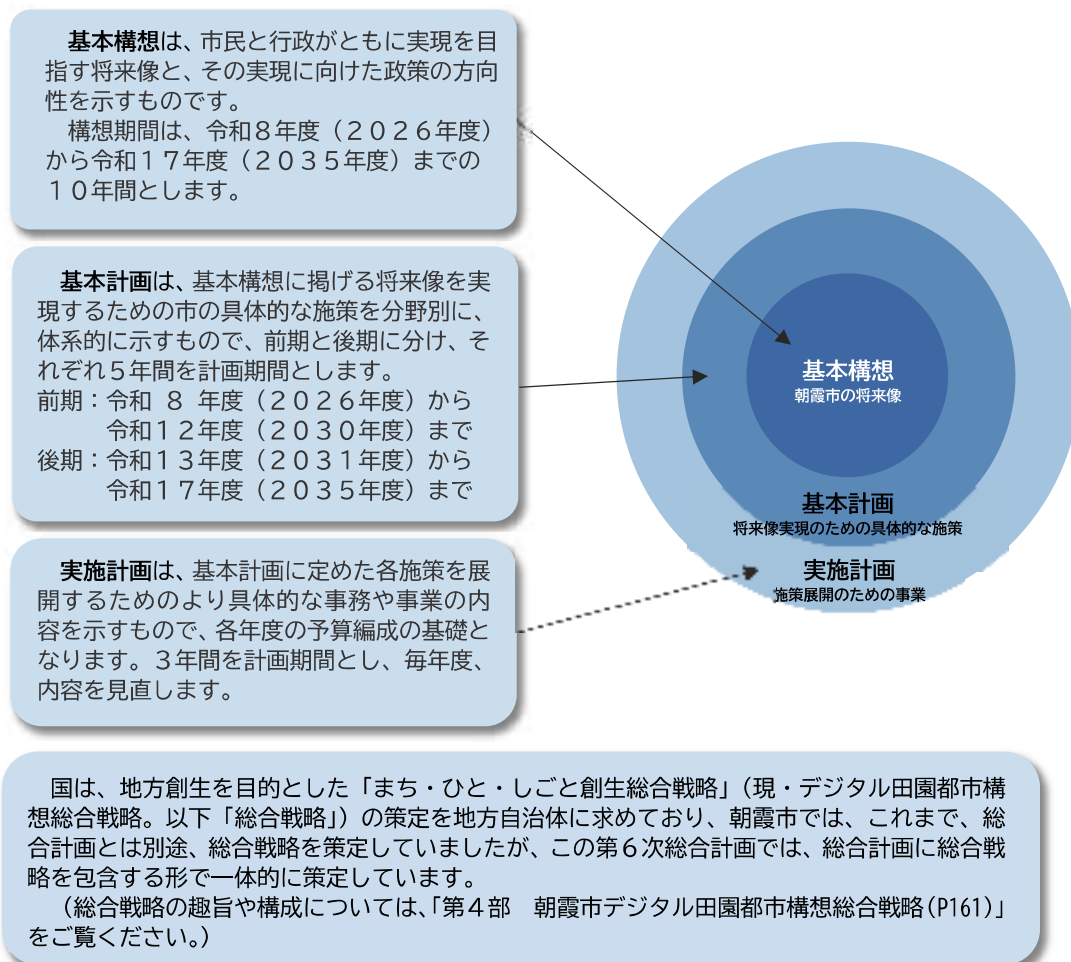 基本構想は、市民と行政がともに実現を目
指す将来像と、その実現に向けた政策の方向
性を示すものです。
構想期間は、令和８年度（２０２６年度）
から令和１７年度（２０３５年度）までの
１０年間とします。
基本計画は、基本構想に掲げる将来像を実
現するための市の具体的な施策を分野別に、
体系的に示すもので、前期と後期に分け、そ
れぞれ５年間を計画期間とします。
前期：令和 ８ 年度（２０２６年度）から
令和１２年度（２０３０年度）まで
後期：令和１３年度（２０３１年度）から
令和１７年度（２０３５年度）まで
実施計画は、基本計画に定めた各施策を展
開するためのより具体的な事務や事業の内
容を示すもので、各年度の予算編成の基礎と
なります。３年間を計画期間とし、毎年度、
内容を見直します。
基本構想
朝霞市の将来像
基本計画
将来像実現のための具体的な施策
実施計画
施策展開のための事業
国は、地方創生を目的とした「まち・ひと・しごと創生総合戦略」（現・デジタル田園都市構
想総合戦略。以下「総合戦略」）の策定を地方自治体に求めており、朝霞市では、これまで、総
合計画とは別途、総合戦略を策定していましたが、この第６次総合計画では、総合計画に総合戦
略を包含する形で一体的に策定しています。
（総合戦略の趣旨や構成については、「第４部　朝霞市デジタル田園都市構想総合戦略(P161)」
をご覧ください。）